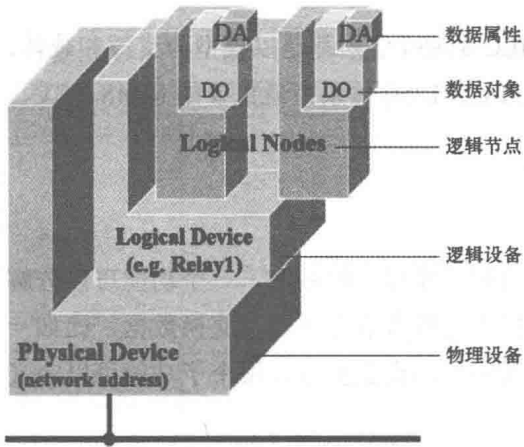 DA
DA
数据属性
DO
DO
数据对象
Logical Nodes
逻辑节点
Logical Device
(e.g. Relay1)
逻辑设备
Physical Device
(network address)
物理设备